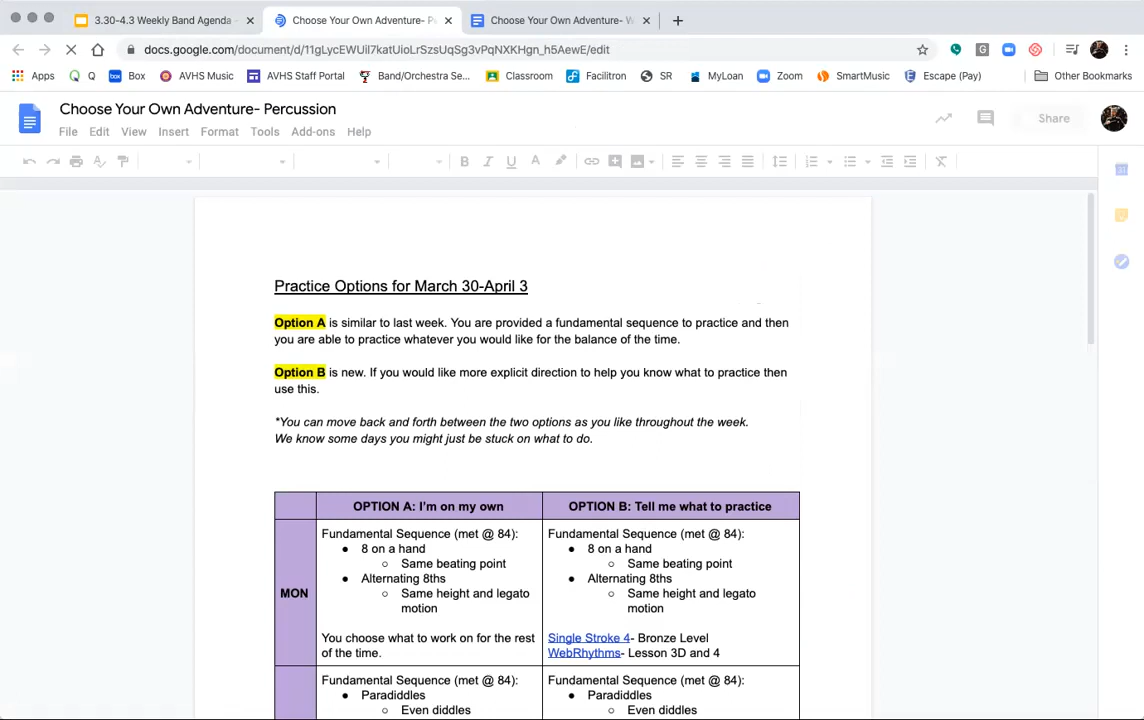 3.30-4.3 Weekly Band Agenda -
Choose Your Own Adventure- Pe
Choose Your Own Adventure- W
docs.google.com/document/d/11gLycEWUil7katUioLrSzsUqSg3vPqNXKHgn_h5AewE/edit
Apps Q Box AVHS Music AVHS Staff Portal Band/Orchestra Se... Classroom Facilitron SR MyLoan Zoom SmartMusic Escape (Pay) Other Bookmarks
Choose Your Own Adventure- Percussion
File Edit View Insert Format Tools Add-ons Help
Share
Practice Options for March 30-April 3
Option A is similar to last week. You are provided a fundamental sequence to practice and then
you are able to practice whatever you would like for the balance of the time.
Option B is new. If you would like more explicit direction to help you know what to practice then
use this.
*You can move back and forth between the two options as you like throughout the week.
We know some days you might just be stuck on what to do.
OPTION A: I'm on my own
OPTION B: Tell me what to practice
MON
Fundamental Sequence (met @ 84):
● 8 on a hand
○ Same beating point
● Alternating 8ths
○ Same height and legato
motion
You choose what to work on for the rest
of the time.
Fundamental Sequence (met @ 84):
● 8 on a hand
○ Same beating point
● Alternating 8ths
○ Same height and legato
motion
Single Stroke 4- Bronze Level
WebRhythms- Lesson 3D and 4
Fundamental Sequence (met @ 84):
● Paradiddles
○ Even diddles
Fundamental Sequence (met @ 84):
● Paradiddles
○ Even diddles